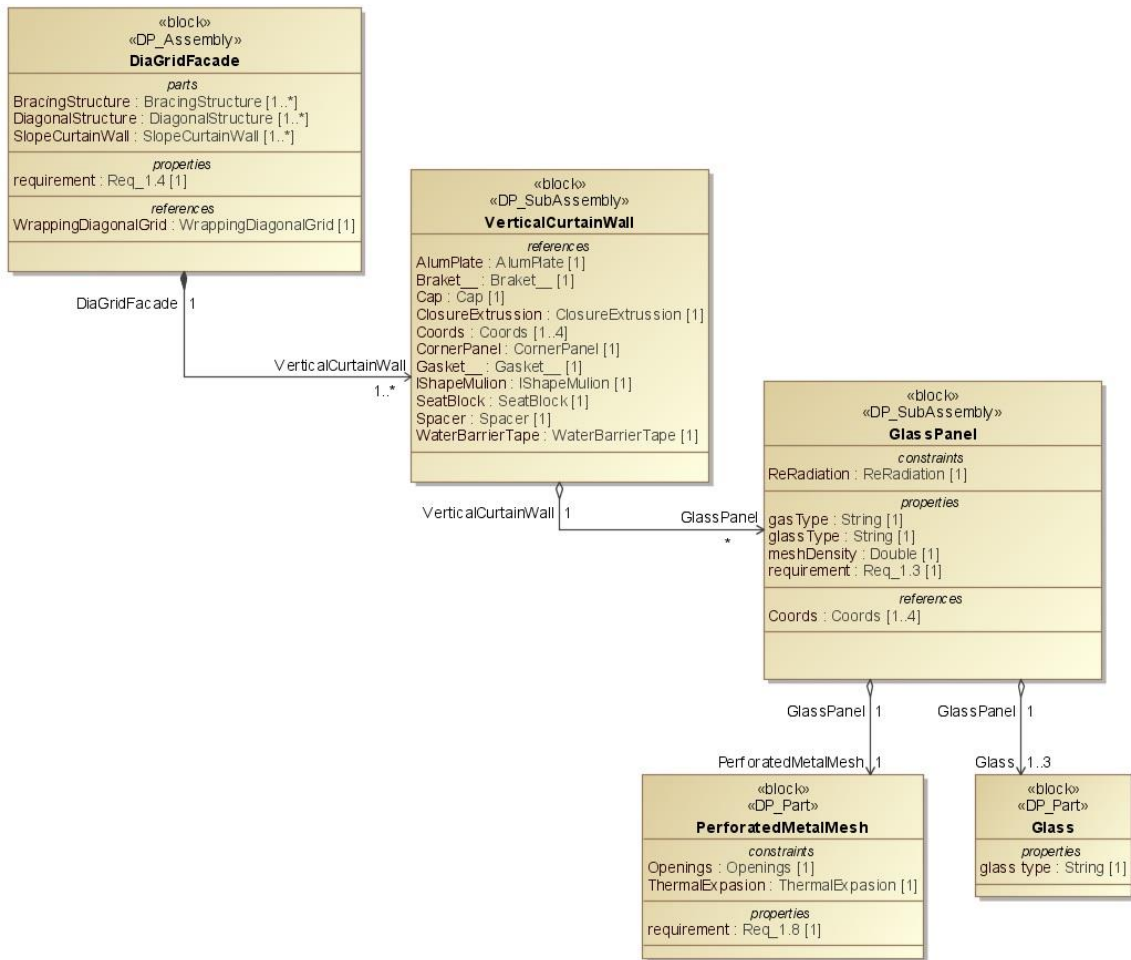 «block»
«DP_Assembly»
DiaGridFacade
parts
BracingStructure : BracingStructure [1..*]
DiagonalStructure : DiagonalStructure [1..*]
SlopeCurtainWall : SlopeCurtainWall [1..*]
properties
requirement : Req_1.4 [1]
references
WrappingDiagonalGrid : WrappingDiagonalGrid [1]
DiaGridFacade 1
VerticalCurtainWall
1..*
«block»
«DP_SubAssembly»
VerticalCurtainWall
references
AlumPlate : AlumPlate [1]
Braket__ : Braket__ [1]
Cap : Cap [1]
ClosureExtrussion : ClosureExtrussion [1]
Coords : Coords [1..4]
CornerPanel : CornerPanel [1]
Gasket__ : Gasket__ [1]
IShapeMulion : IShapeMulion [1]
SeatBlock : SeatBlock [1]
Spacer : Spacer [1]
WaterBarrierTape : WaterBarrierTape [1]
VerticalCurtainWall 1
GlassPanel
*
«block»
«DP_SubAssembly»
GlassPanel
constraints
ReRadiation : ReRadiation [1]
properties
gasType : String [1]
glassType : String [1]
meshDensity : Double [1]
requirement : Req_1.3 [1]
references
Coords : Coords [1..4]
GlassPanel 1
GlassPanel 1
PerforatedMetalMesh 1
Glass 1..3
«block»
«DP_Part»
PerforatedMetalMesh
constraints
Openings : Openings [1]
ThermalExpasion : ThermalExpasion [1]
properties
requirement : Req_1.8 [1]
«block»
«DP_Part»
Glass
properties
glass type : String [1]